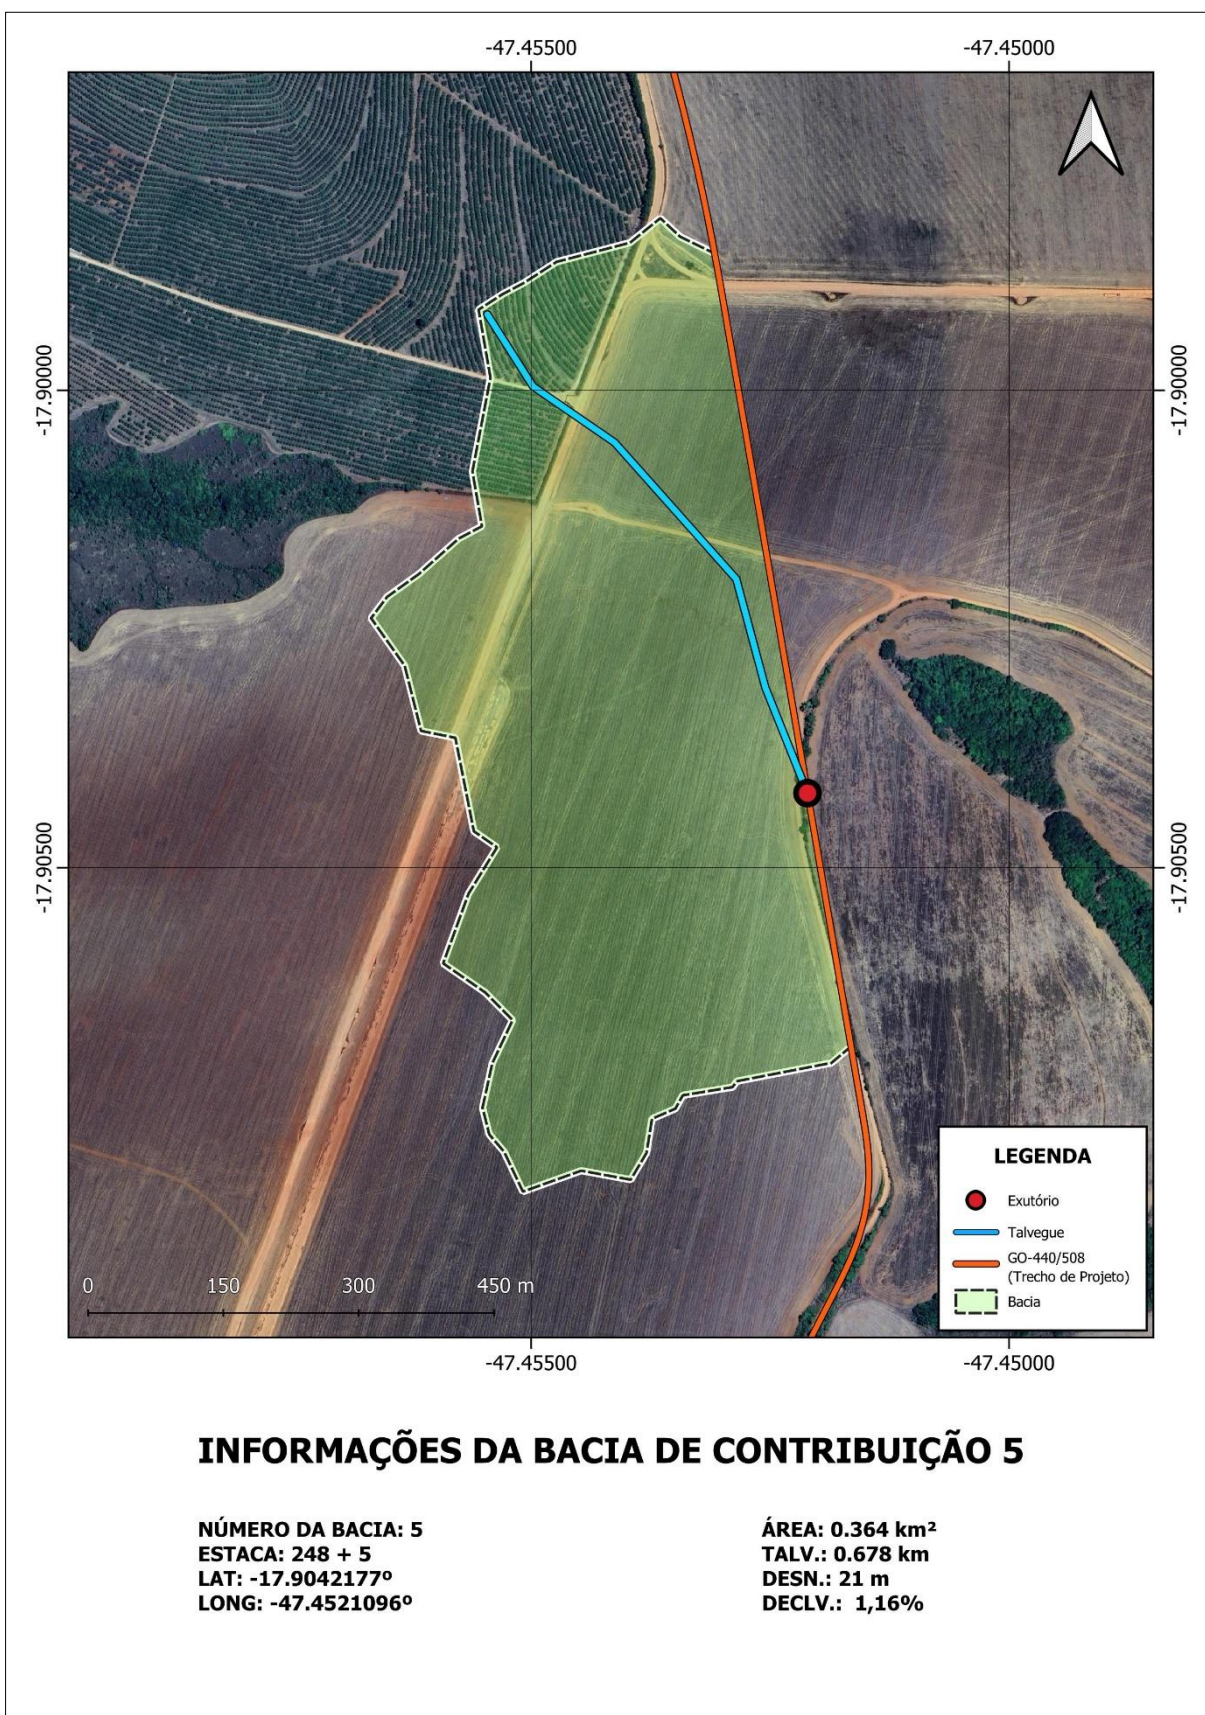 -47.45500
-47.45000
-17.90000
-17.90000
-17.90500
-17.90500
LEGENDA
Exutório
Talvegue
GO-440/508
(Trecho de Projeto)
Bacia
0 150 300 450 m
-47.45500
-47.45000
INFORMAÇÕES DA BACIA DE CONTRIBUIÇÃO 5
NÚMERO DA BACIA: 5
ESTACA: 248 + 5
LAT: -17.9042177º
LONG: -47.4521096º
ÁREA: 0.364 km²
TALV.: 0.678 km
DESN.: 21 m
DECLV.: 1,16%